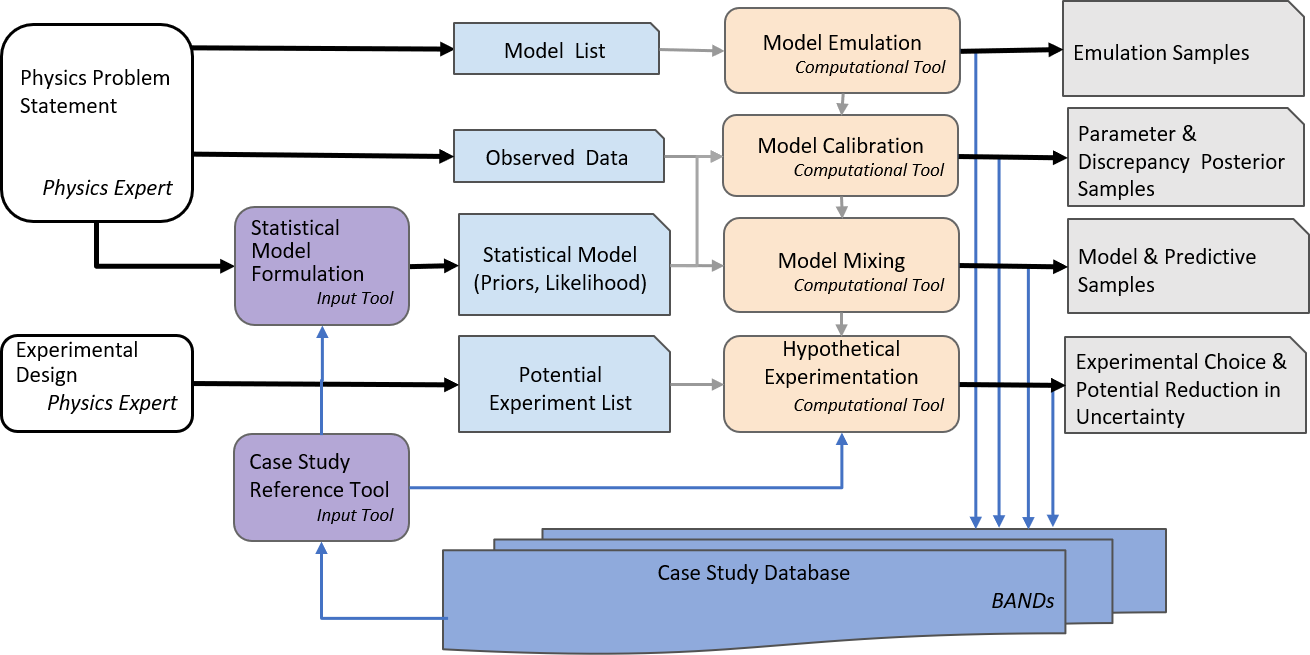 Physics Problem
Statement
Physics Expert
Model List
Model Emulation
Computational Tool
Emulation Samples
Observed Data
Model Calibration
Computational Tool
Parameter &
Discrepancy Posterior
Samples
Statistical
Model
Formulation
Input Tool
Statistical Model
(Priors, Likelihood)
Model Mixing
Computational Tool
Model & Predictive
Samples
Experimental
Design
Physics Expert
Potential
Experiment List
Hypothetical
Experimentation
Computational Tool
Experimental Choice &
Potential Reduction in
Uncertainty
Case Study
Reference Tool
Input Tool
Case Study Database
BANDs